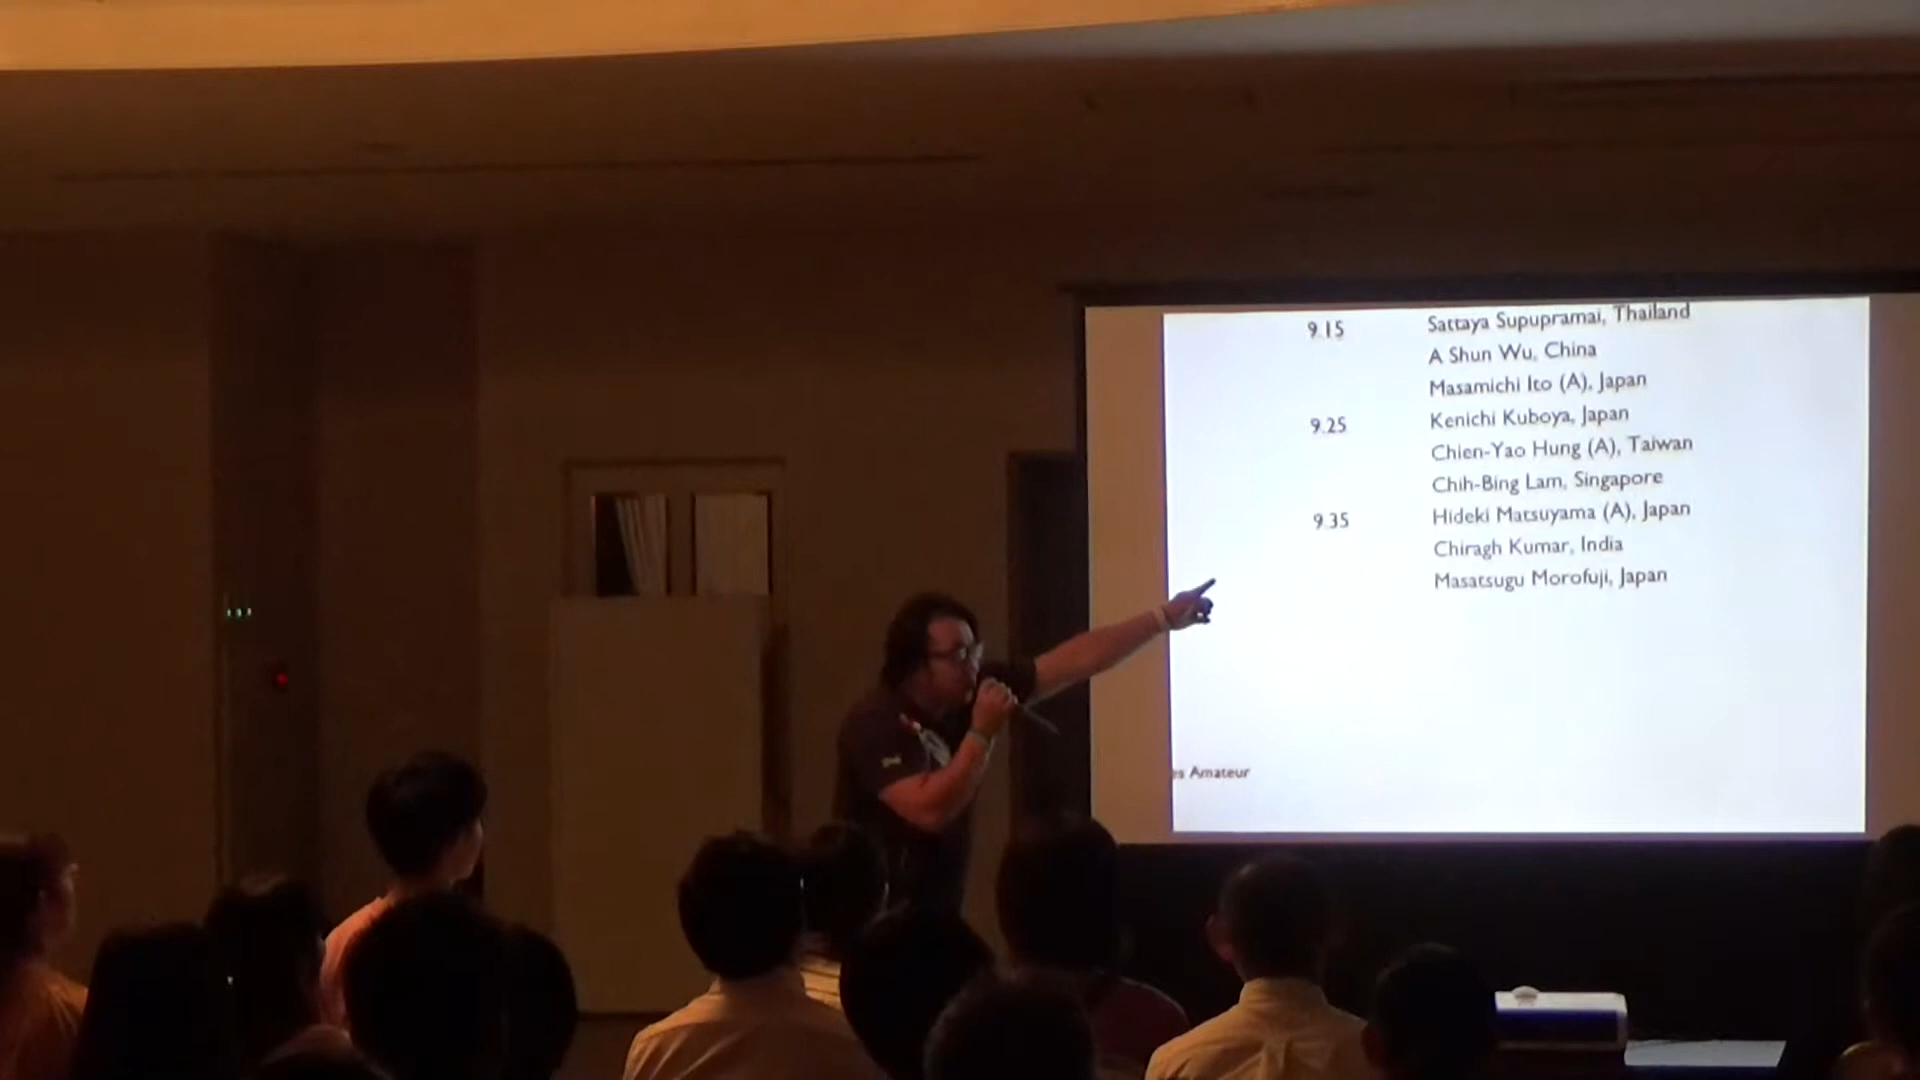 9.15 Sattaya Supupramai, Thailand
A Shun Wu, China
Masamichi Ito (A), Japan
9.25 Kenichi Kuboya, Japan
Chien-Yao Hung (A), Taiwan
Chih-Bing Lam, Singapore
9.35 Hideki Matsuyama (A), Japan
Chiragh Kumar, India
Masatsugu Morofuji, Japan
es Amateur